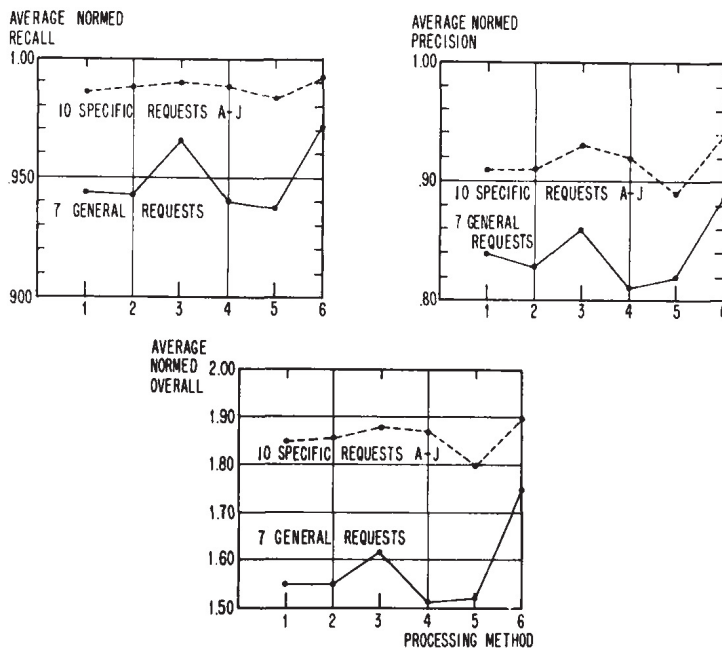 AVERAGE NORMED
RECALL
1.00
10 SPECIFIC REQUESTS A-J
.950
7 GENERAL REQUESTS
.900
1 2 3 4 5 6
AVERAGE NORMED
PRECISION
1.00
.90
10 SPECIFIC REQUESTS A-J
7 GENERAL
REQUESTS
.80
1 2 3 4 5 6
AVERAGE
NORMED
OVERALL
2.00
1.90
10 SPECIFIC REQUESTS A-J
1.80
1.70
7 GENERAL REQUESTS
1.60
1.50
1 2 3 4 5 6
PROCESSING METHOD